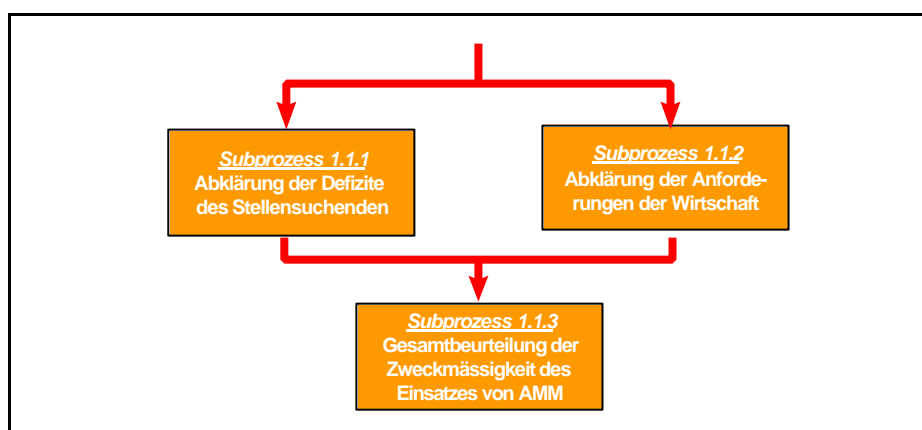 Subprozess 1.1.1
Abklärung der Defizite
des Stellensuchenden
Subprozess 1.1.2
Abklärung der Anforde-
rungen der Wirtschaft
Subprozess 1.1.3
Gesamtbeurteilung der
Zweckmässigkeit des
Einsatzes von AMM